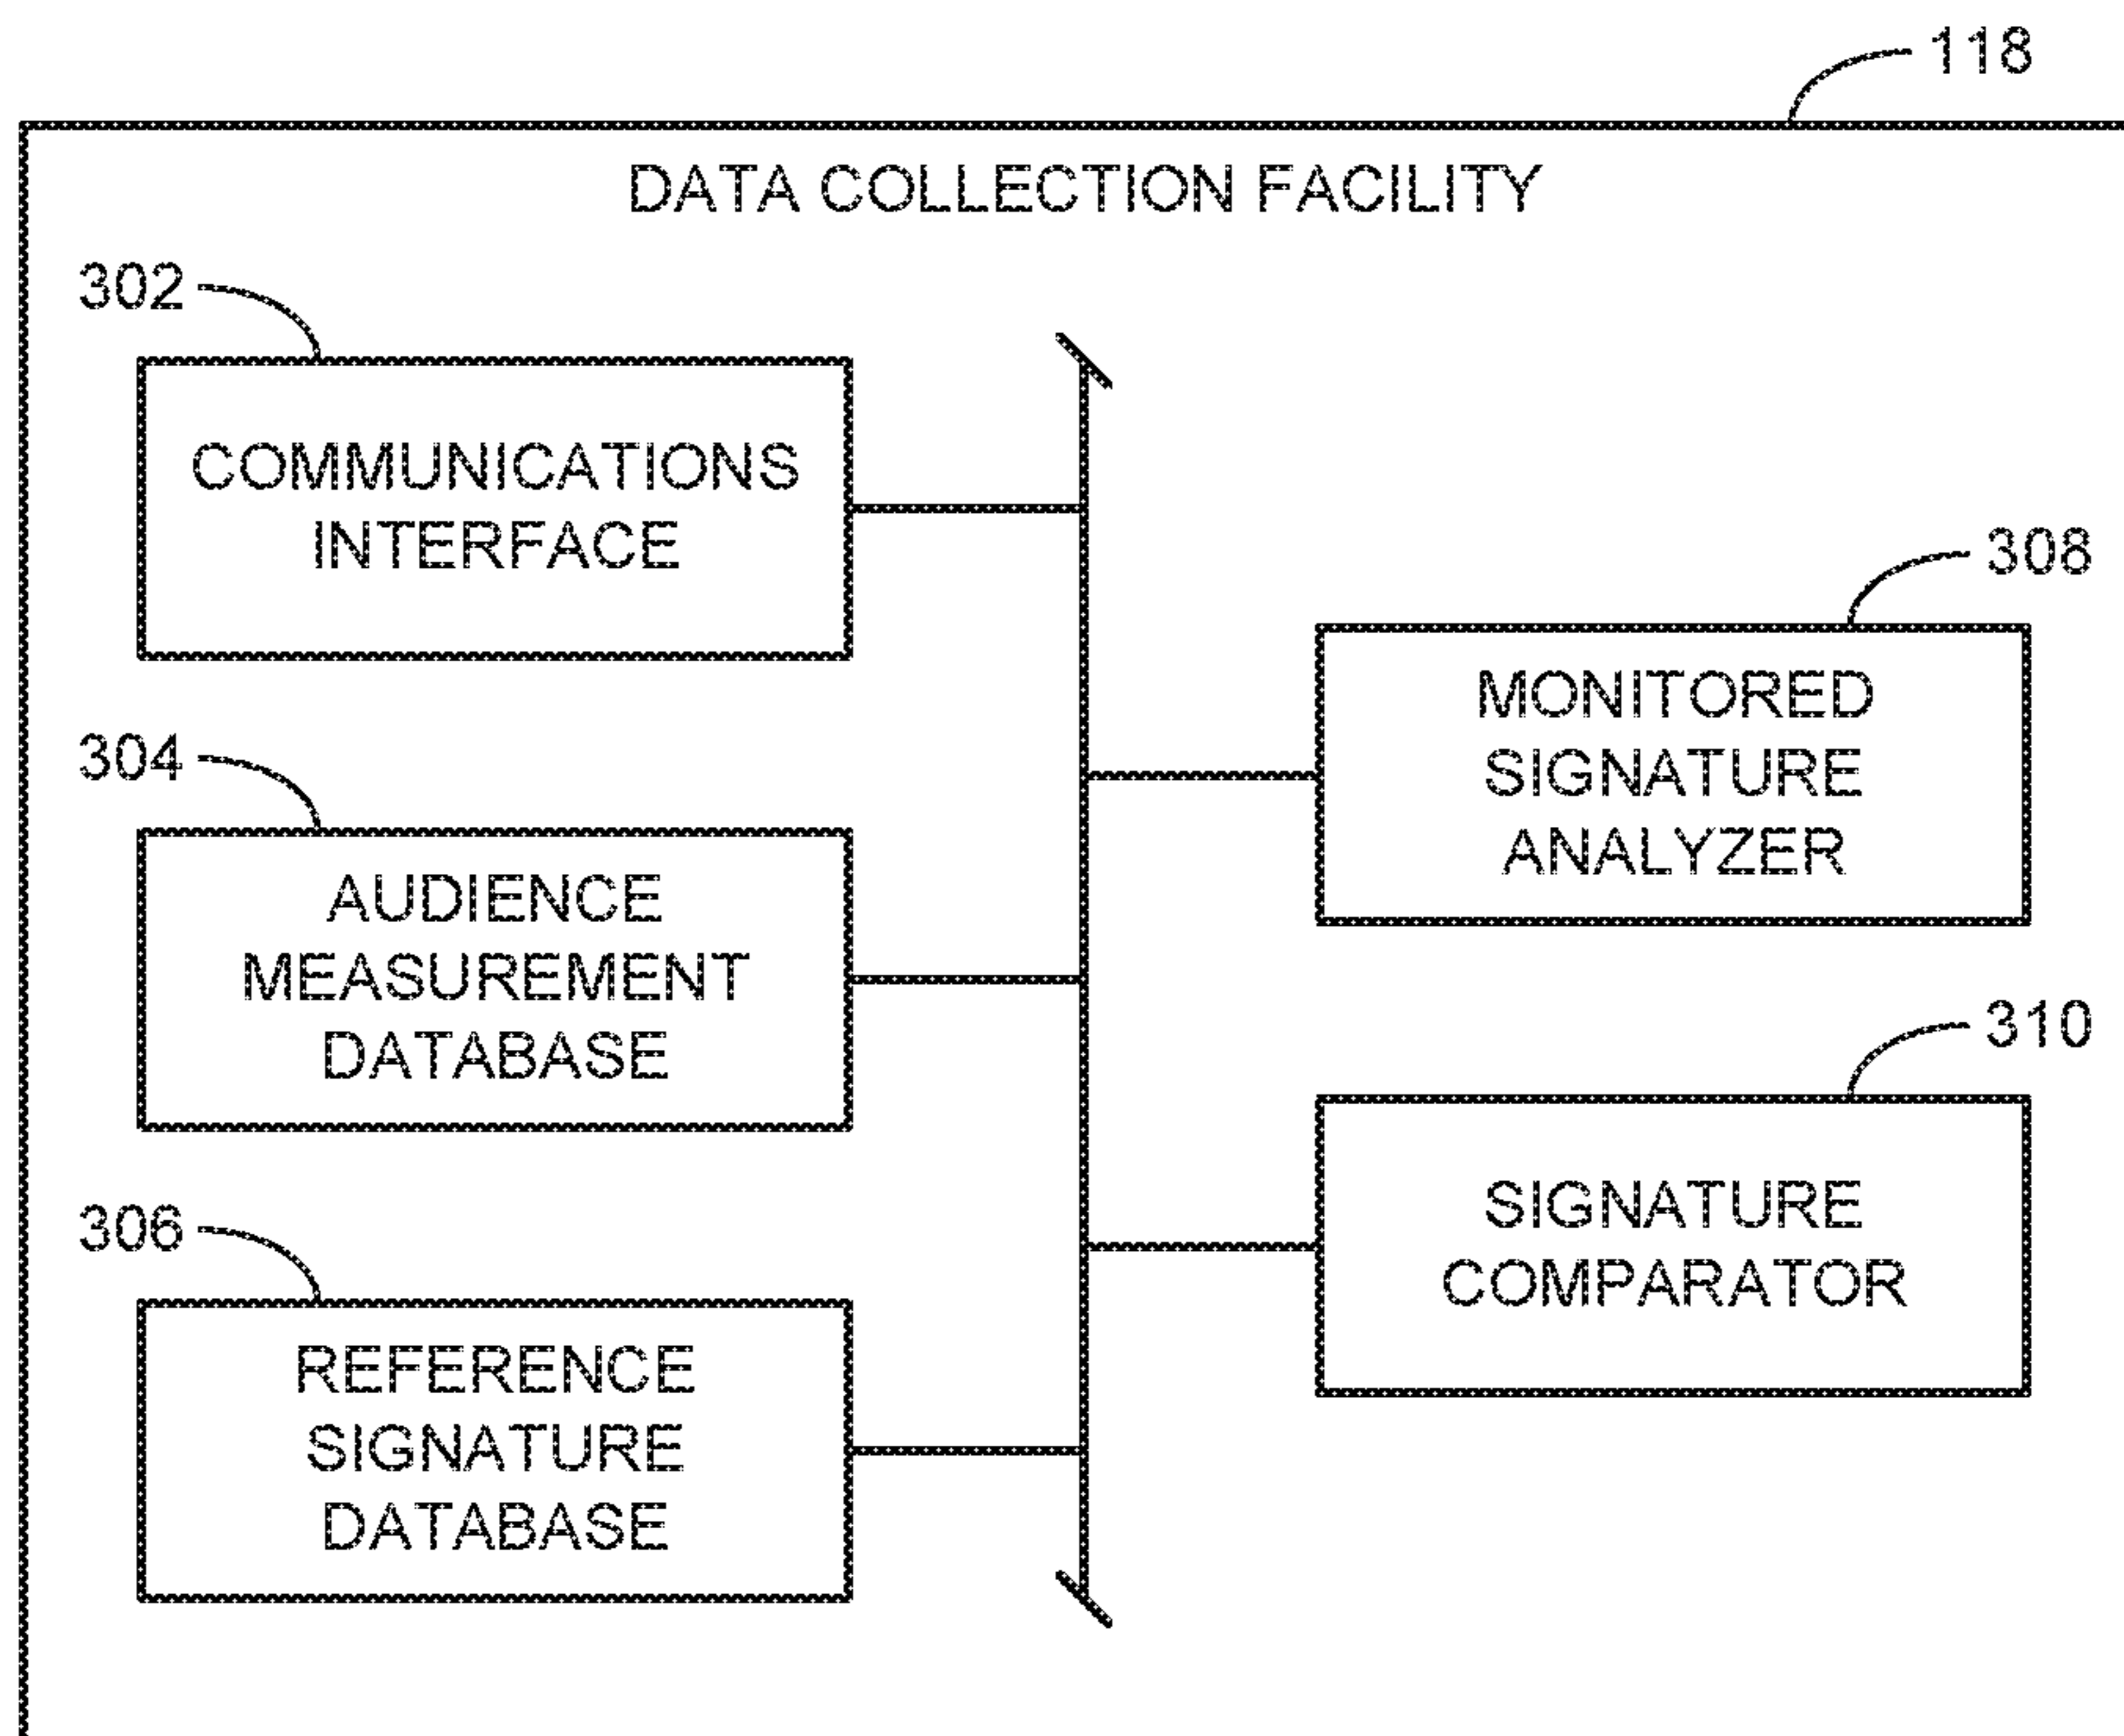 118
DATA COLLECTION FACILITY
302
COMMUNICATIONS
INTERFACE
308
MONITORED
SIGNATURE
ANALYZER
304
AUDIENCE
MEASUREMENT
DATABASE
310
SIGNATURE
COMPARATOR
306
REFERENCE
SIGNATURE
DATABASE